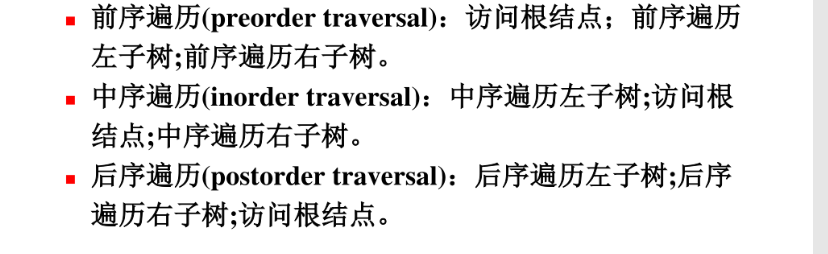 前序遍历(preorder traversal)：访问根结点；前序遍历
左子树;前序遍历右子树。
中序遍历(inorder traversal)：中序遍历左子树;访问根
结点;中序遍历右子树。
后序遍历(postorder traversal)：后序遍历左子树;后序
遍历右子树;访问根结点。